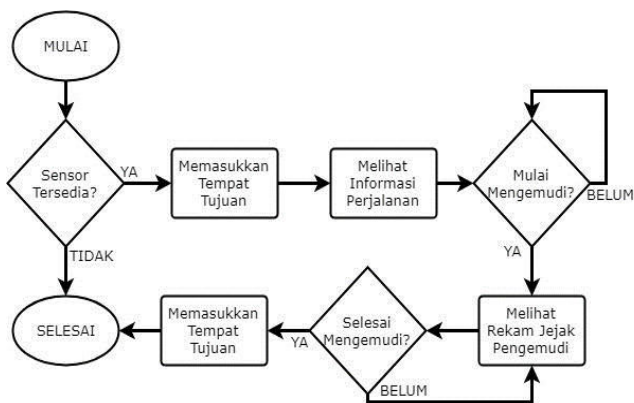 MULAI
Sensor
Tersedia?
YA
Memasukkan
Tempat
Tujuan
Melihat
Informasi
Perjalanan
Mulai
Mengemudi?
BELUM
YA
TIDAK
SELESAI
Memasukkan
Tempat
Tujuan
YA
Selesai
Mengemudi?
BELUM
Melihat
Rekam Jejak
Pengemudi